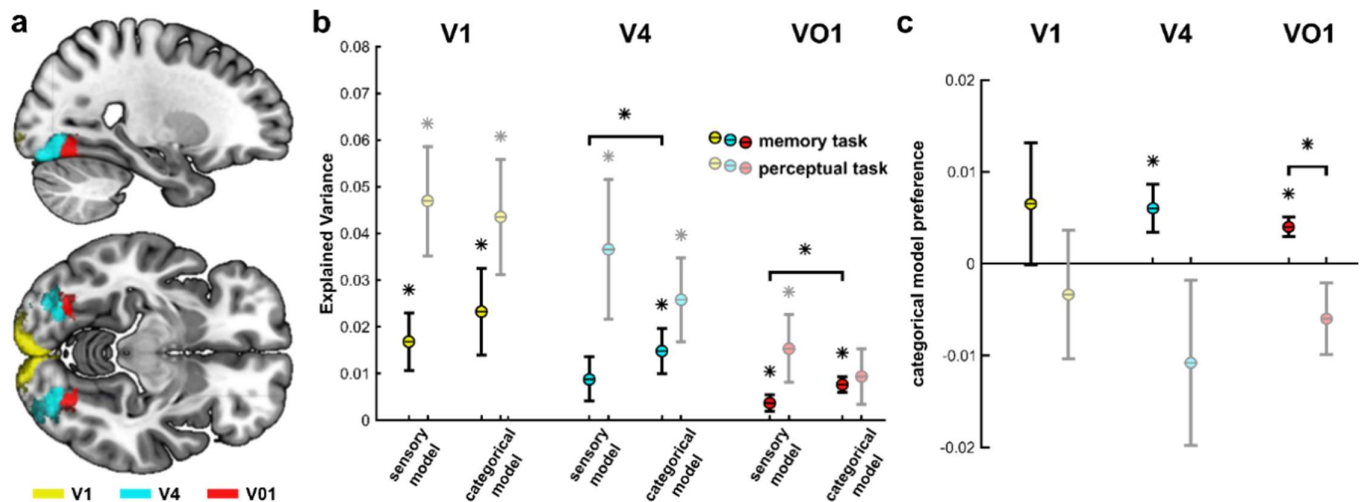 a
V1 V4 V01
b
V1 V4 VO1
Explained Variance
0.08
0.07
0.06
0.05
0.04
0.03
0.02
0.01
0
* * * * * * * * * * * * *
memory task
perceptual task
sensory model
categorical model
sensory model
categorical model
sensory model
categorical model
c
V1 V4 VO1
categorical model preference
0.02
0.01
0
-0.01
-0.02
* * *